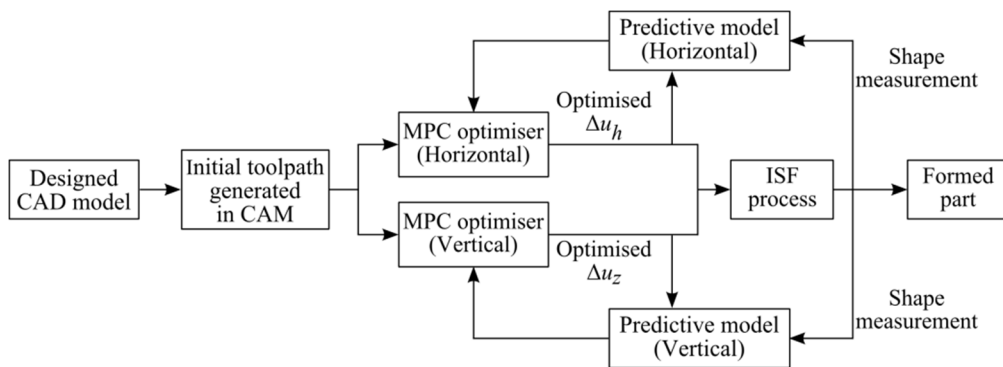 Designed
CAD model
Initial toolpath
generated
in CAM
MPC optimiser
(Horizontal)
MPC optimiser
(Vertical)
Optimised
Δu_h
Optimised
Δu_z
Predictive model
(Horizontal)
Predictive model
(Vertical)
ISF
process
Shape
measurement
Formed
part
Shape
measurement